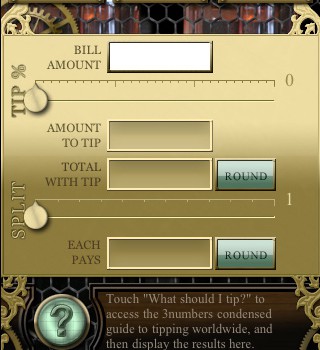 BILL
AMOUNT
TIP %
0
AMOUNT
TO TIP
TOTAL
WITH TIP
ROUND
SPLIT
1
EACH
PAYS
ROUND
?
Touch "What should I tip?" to
access the 3numbers condensed
guide to tipping worldwide, and
then display the results here.